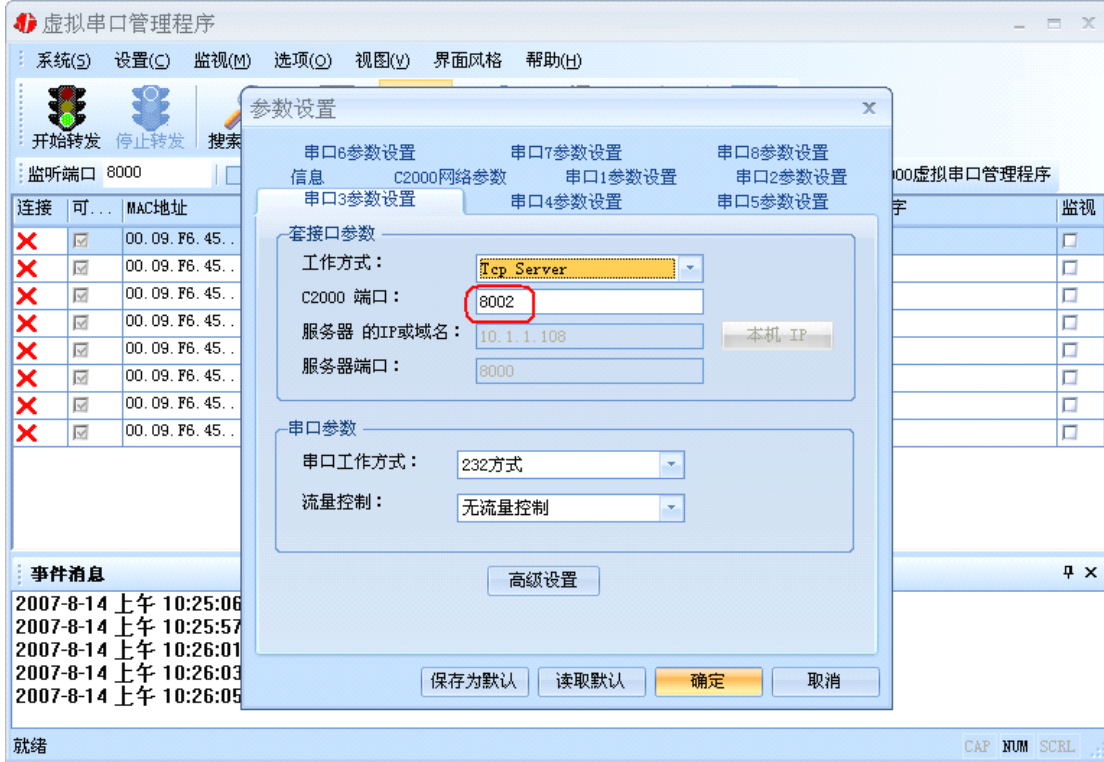 虚拟串口管理程序
系统(S) 设置(C) 监视(M) 选项(O) 视图(V) 界面风格 帮助(H)
开始转发 停止转发 搜索
监听端口 8000 000虚拟串口管理程序
连接 可... MAC地址 字 监视
00.09.F6.45..
00.09.F6.45..
00.09.F6.45..
00.09.F6.45..
00.09.F6.45..
00.09.F6.45..
00.09.F6.45..
00.09.F6.45..
参数设置
串口6参数设置 串口7参数设置 串口8参数设置
信息 C2000网络参数 串口1参数设置 串口2参数设置
串口3参数设置 串口4参数设置 串口5参数设置
套接口参数
工作方式： Tcp Server
C2000 端口： 8002
服务器 的IP或域名： 10.1.1.108 本机 IP
服务器端口： 8000
串口参数
串口工作方式： 232方式
流量控制： 无流量控制
高级设置
保存为默认 读取默认 确定 取消
事件消息
2007-8-14 上午 10:25:06
2007-8-14 上午 10:25:57
2007-8-14 上午 10:26:01
2007-8-14 上午 10:26:03
2007-8-14 上午 10:26:05
就绪 CAP NUM SCRL